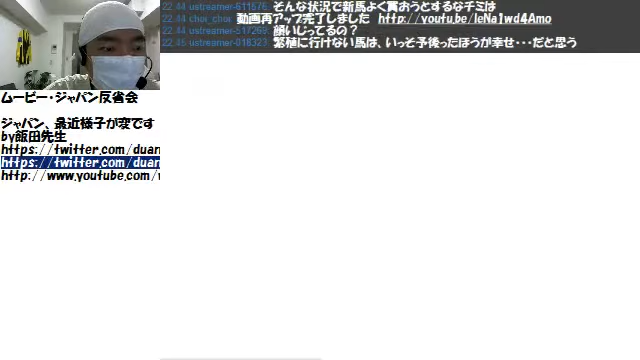 22:44 ustreamer-611576: そんな状況で新馬よく買おうとするなチミは
22:44 choi_choi: 動画再アップ完了しました http://youtu.be/leNa1wd4Amo
22:44 ustreamer-517269: 顔いじってるの？
22:45 ustreamer-018323: 繁殖に行けない馬は、いっそ予後ったほうが幸せ・・・だと思う
ムービー・ジャパン反省会
ジャパン、最近様子が変です
by飯田先生
https://twitter.com/duan
https://twitter.com/duan
http://www.youtube.com/